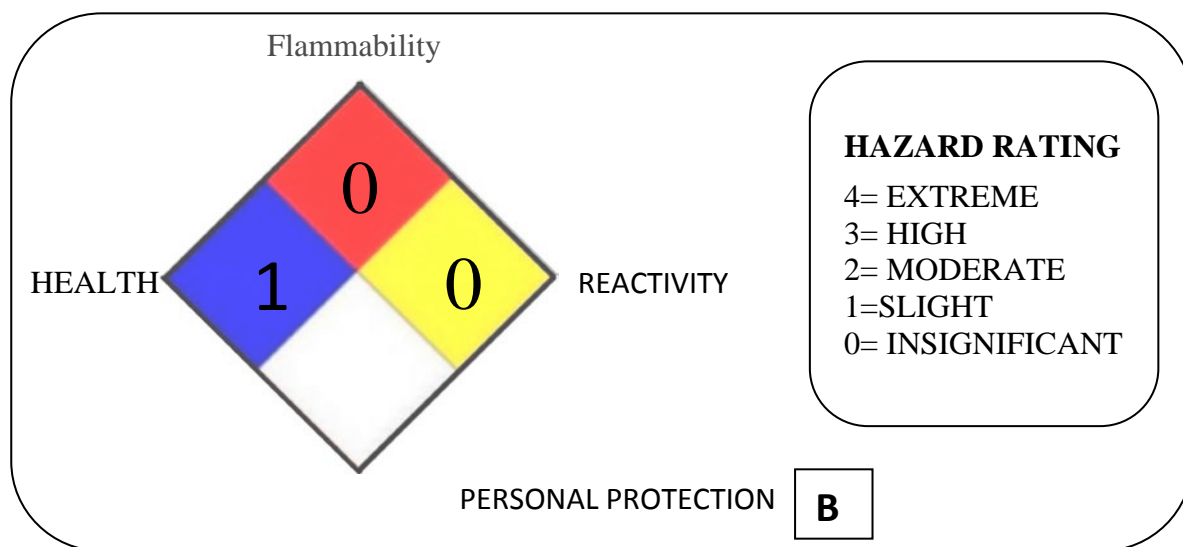 Flammability
0
HEALTH 1 0 REACTIVITY
PERSONAL PROTECTION B
HAZARD RATING
4= EXTREME
3= HIGH
2= MODERATE
1=SLIGHT
0= INSIGNIFICANT